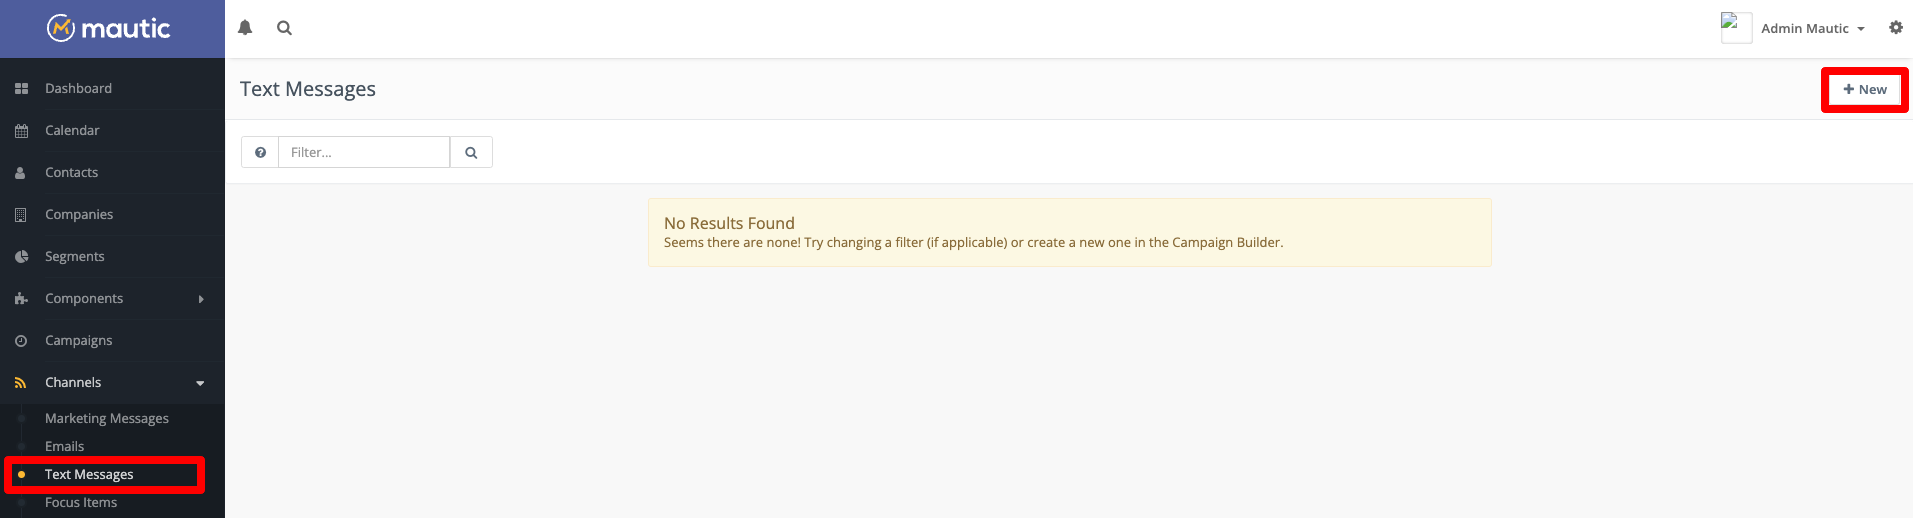 mautic
Admin Mautic
Dashboard
Calendar
Contacts
Companies
Segments
Components
Campaigns
Channels
Marketing Messages
Emails
Text Messages
Focus Items
Text Messages
+ New
Filter...
No Results Found
Seems there are none! Try changing a filter (if applicable) or create a new one in the Campaign Builder.